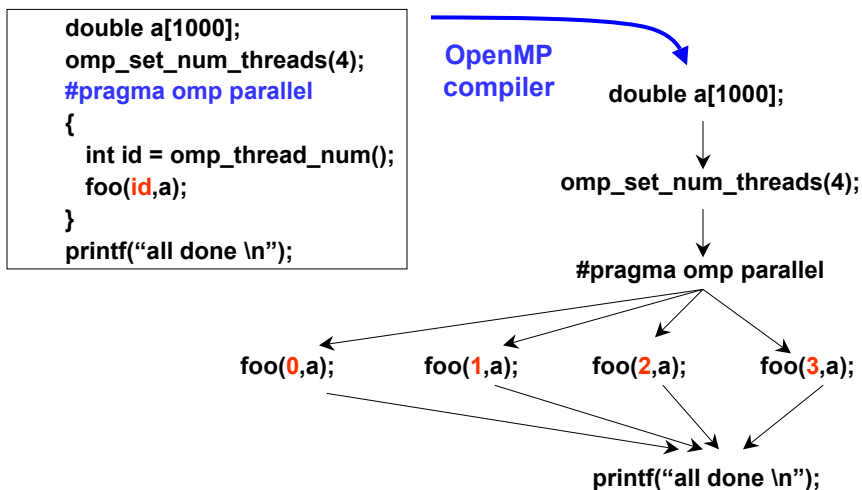 double a[1000];
omp_set_num_threads(4);
#pragma omp parallel
{
int id = omp_thread_num();
foo(id,a);
}
printf(“all done \n”);
OpenMP
compiler
double a[1000];
omp_set_num_threads(4);
#pragma omp parallel
foo(0,a); foo(1,a); foo(2,a); foo(3,a);
printf(“all done \n”);